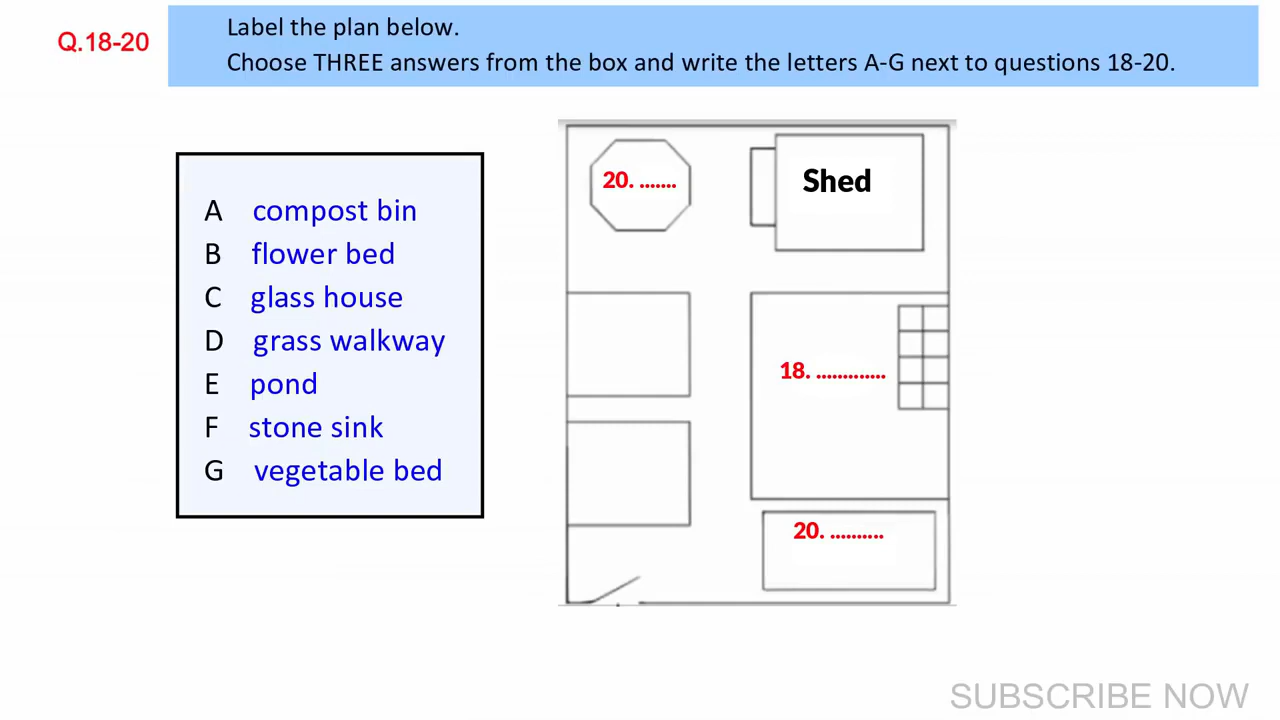 Q.18-20
Label the plan below.
Choose THREE answers from the box and write the letters A-G next to questions 18-20.
A compost bin
B flower bed
C glass house
D grass walkway
E pond
F stone sink
G vegetable bed
20. .......
Shed
18. .............
20. ..........
SUBSCRIBE NOW